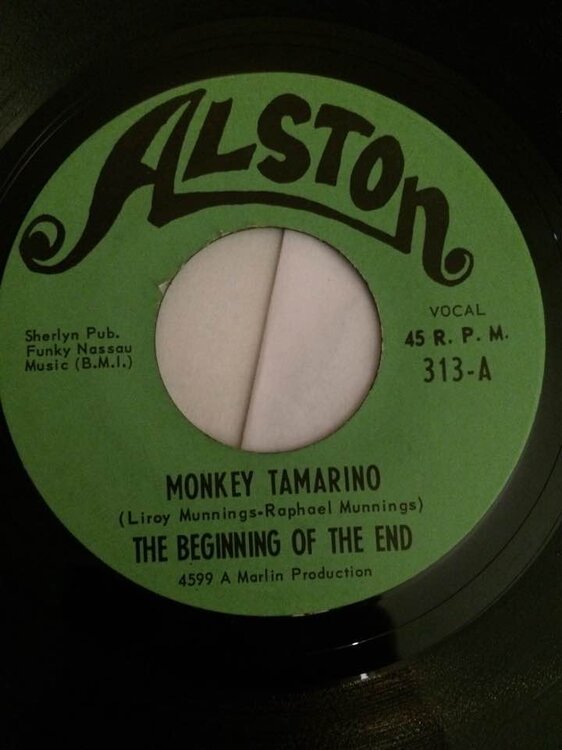 ALSTON
Sherlyn Pub.
Funky Nassau
Music (B.M.I.)
VOCAL
45 R. P. M.
313-A
MONKEY TAMARINO
(Liroy Munnings-Raphael Munnings)
THE BEGINNING OF THE END
4599 A Marlin Production